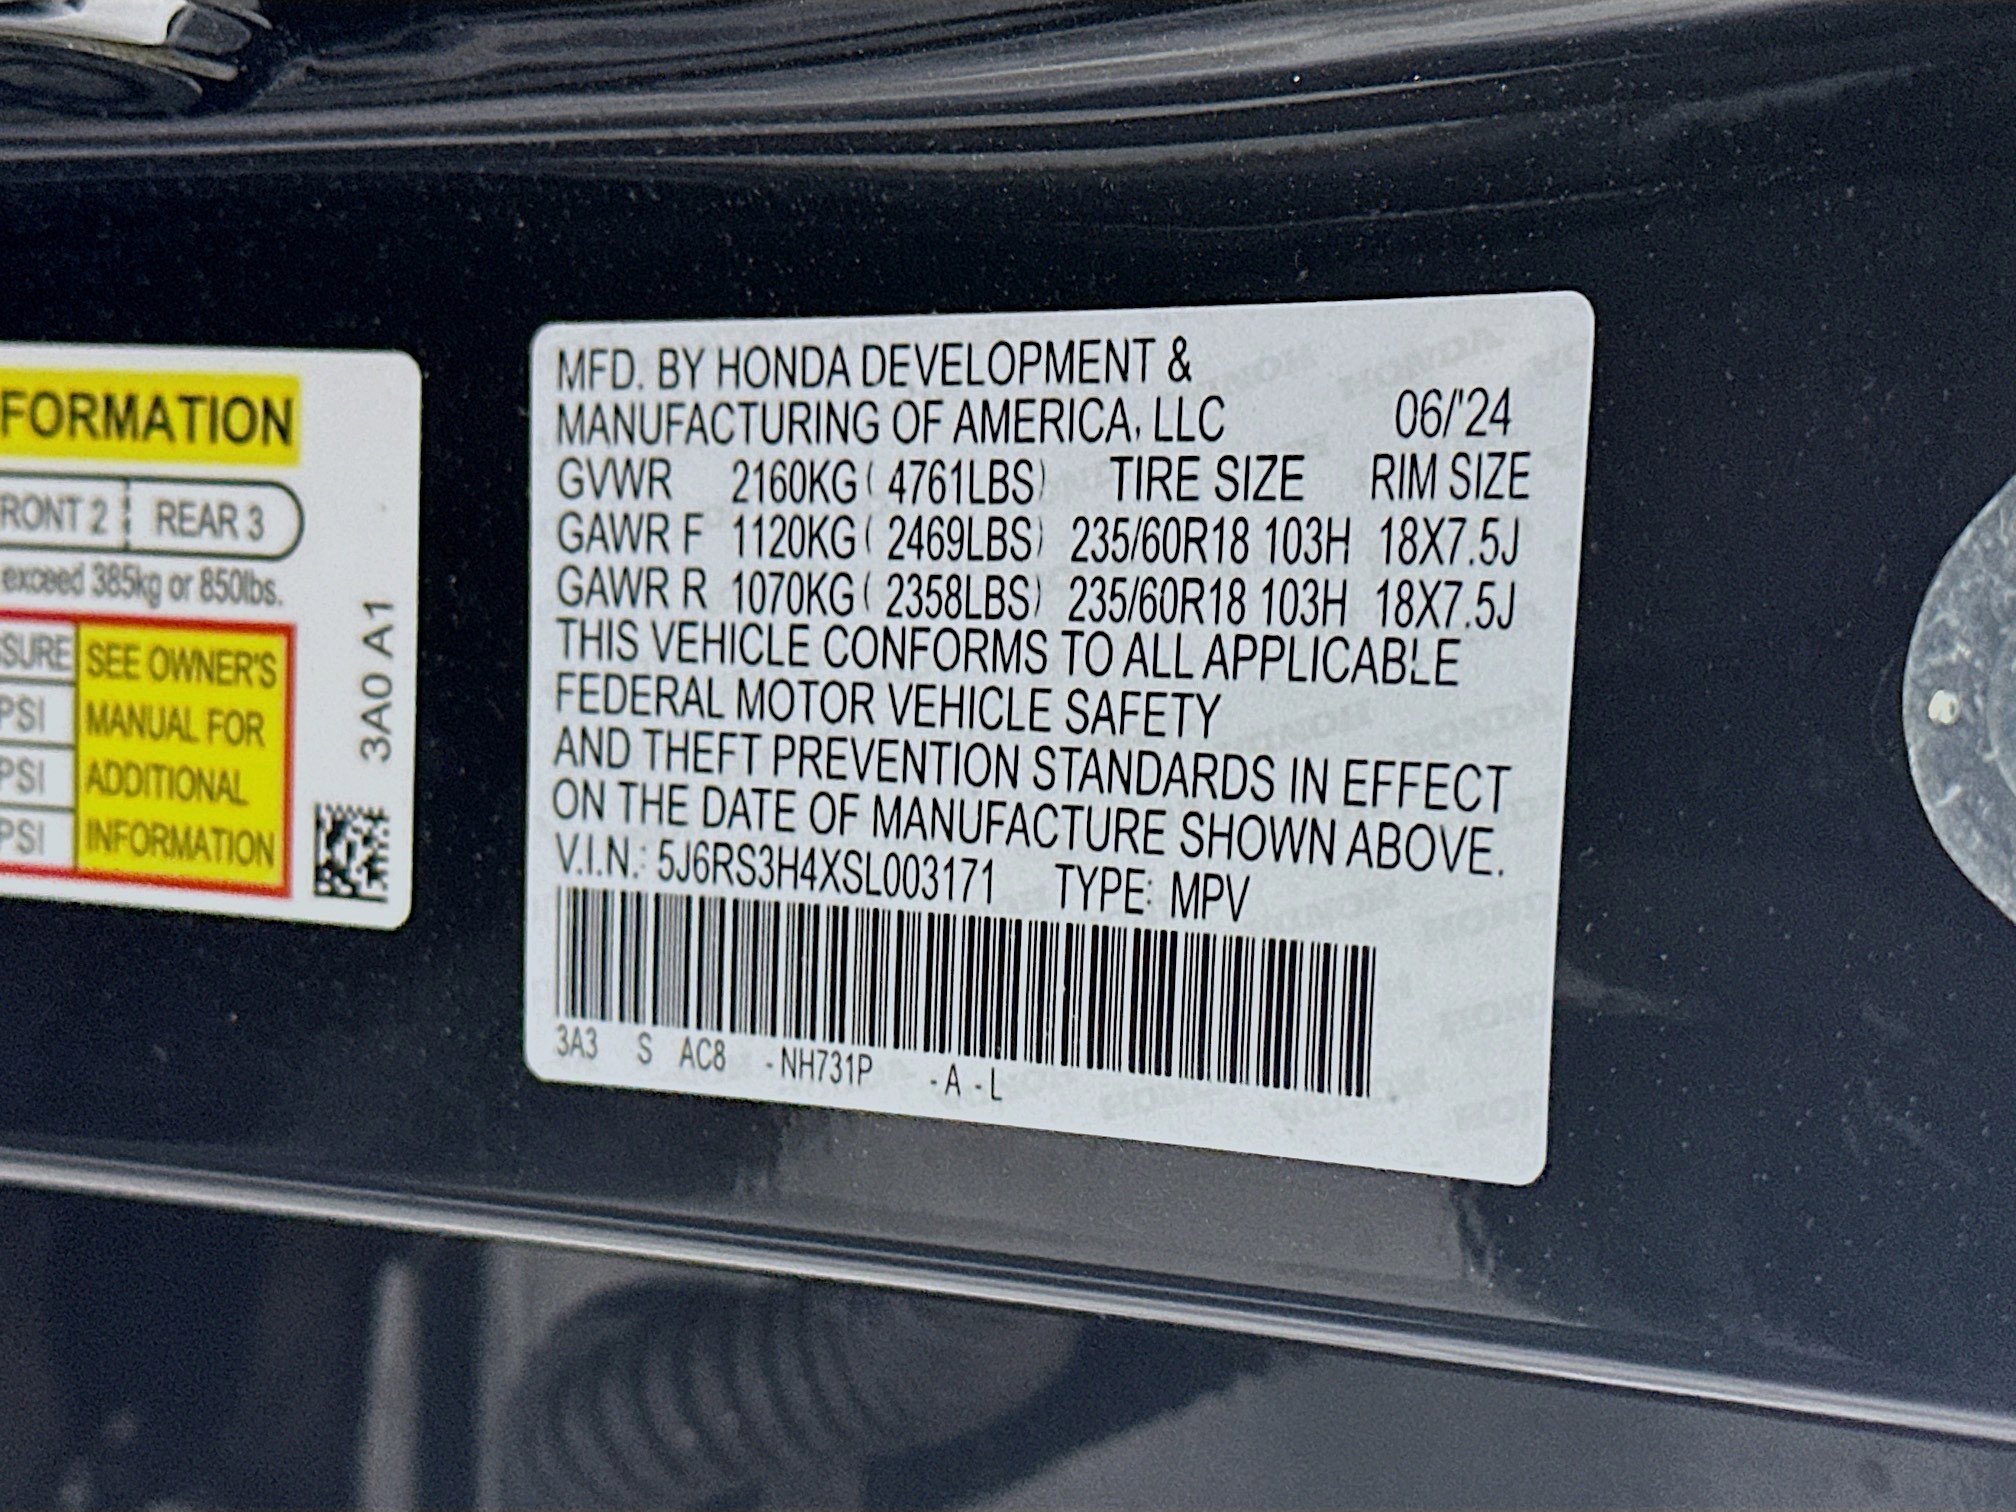 FORMATION
RONT 2 REAR 3
exceed 385kg or 850lbs.
SURE
PSI
PSI
PSI
SEE OWNER'S
MANUAL FOR
ADDITIONAL
INFORMATION
3A0 A1
MFD. BY HONDA DEVELOPMENT &
MANUFACTURING OF AMERICA, LLC 06/'24
GVWR 2160KG ( 4761LBS) TIRE SIZE RIM SIZE
GAWR F 1120KG ( 2469LBS) 235/60R18 103H 18X7.5J
GAWR R 1070KG ( 2358LBS) 235/60R18 103H 18X7.5J
THIS VEHICLE CONFORMS TO ALL APPLICABLE
FEDERAL MOTOR VEHICLE SAFETY
AND THEFT PREVENTION STANDARDS IN EFFECT
ON THE DATE OF MANUFACTURE SHOWN ABOVE.
V.I.N.: 5J6RS3H4XSL003171 TYPE: MPV
3A3 S AC8 -NH731P -A -L